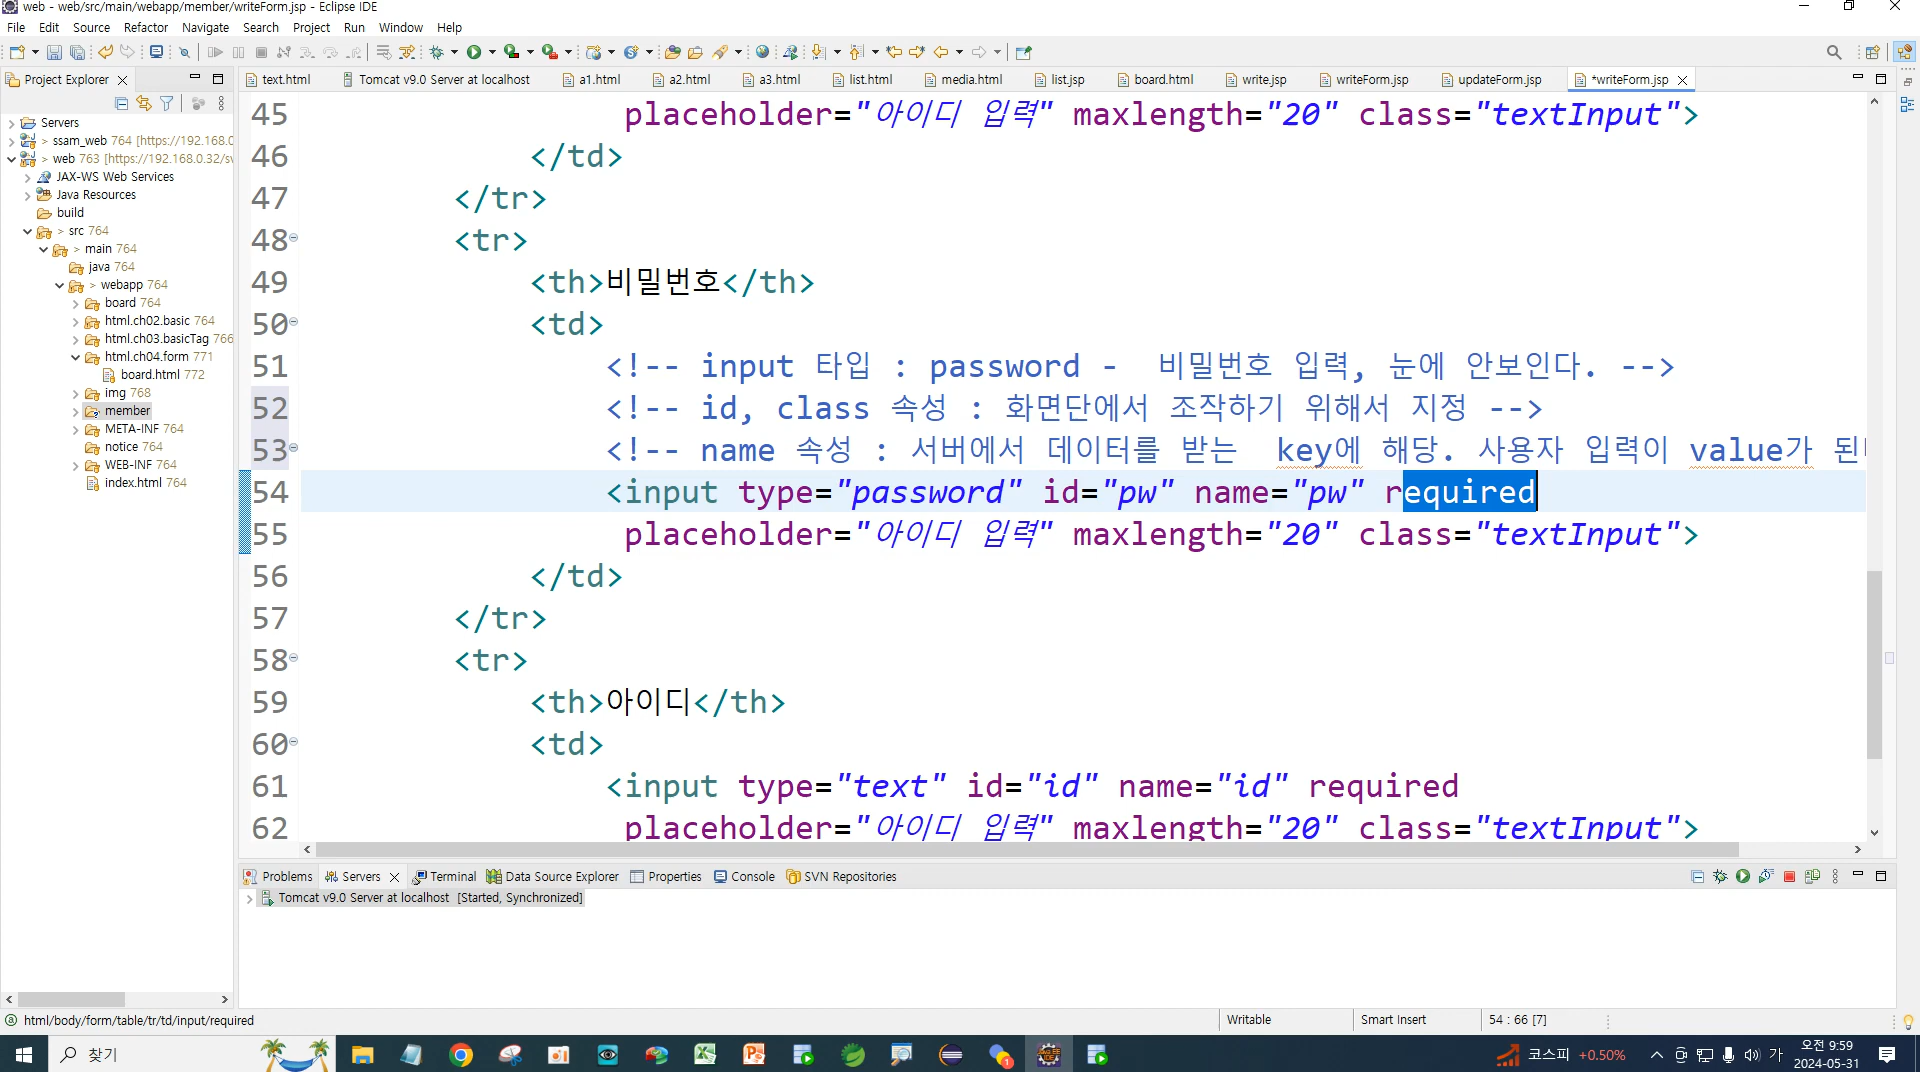 web - web/src/main/webapp/member/writeForm.jsp - Eclipse IDE
File Edit Source Refactor Navigate Search Project Run Window Help
Project Explorer
text.html Tomcat v9.0 Server at localhost a1.html a2.html a3.html list.html media.html list.jsp board.html write.jsp writeForm.jsp updateForm.jsp *writeForm.jsp
Servers
> ssam_web 764 [https://192.168.0
> web 763 [https://192.168.0.32/sv
JAX-WS Web Services
Java Resources
build
> src 764
> main 764
java 764
> webapp 764
board 764
html.ch02.basic 764
html.ch03.basicTag 766
html.ch04.form 771
board.html 772
img 768
member
META-INF 764
notice 764
WEB-INF 764
index.html 764
45 placeholder="아이디 입력" maxlength="20" class="textInput">
46 </td>
47 </tr>
48 <tr>
49 <th>비밀번호</th>
50 <td>
51 <!-- input 타입 : password - 비밀번호 입력, 눈에 안보인다. -->
52 <!-- id, class 속성 : 화면단에서 조작하기 위해서 지정 -->
53 <!-- name 속성 : 서버에서 데이터를 받는 key에 해당. 사용자 입력이 value가 된
54 <input type="password" id="pw" name="pw" required
55 placeholder="아이디 입력" maxlength="20" class="textInput">
56 </td>
57 </tr>
58 <tr>
59 <th>아이디</th>
60 <td>
61 <input type="text" id="id" name="id" required
62 placeholder="아이디 입력" maxlength="20" class="textInput">
Problems Servers Terminal Data Source Explorer Properties Console SVN Repositories
Tomcat v9.0 Server at localhost [Started, Synchronized]
html/body/form/table/tr/td/input/required Writable Smart Insert 54 : 66 [7]
찾기 코스피 +0.50% 가 오전 9:59
2024-05-31